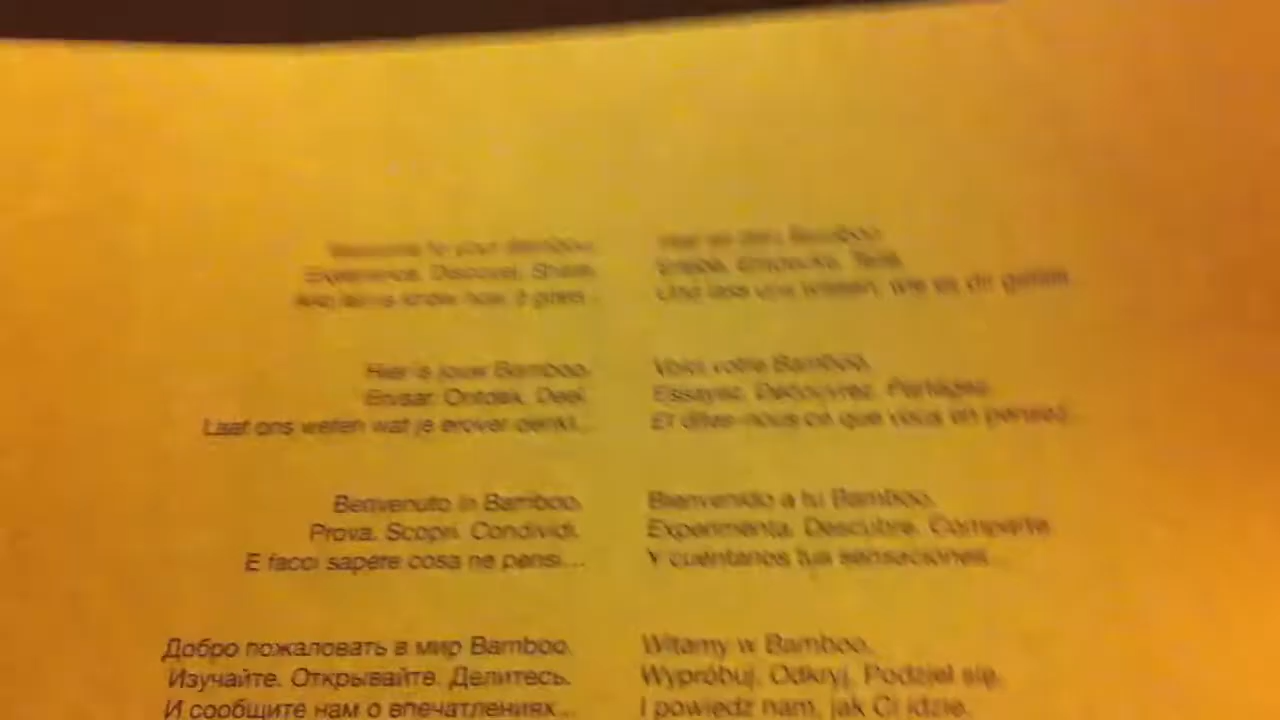 Welcome to your Bamboo.
Experience. Discover. Share.
And let us know how it goes...
Hier ist dein Bamboo.
Erlebe. Entdecke. Teile.
Und lass uns wissen, wie es dir gefällt...
Hier is jouw Bamboo.
Ervaar. Ontdek. Deel.
Laat ons weten wat je erover denkt...
Voici votre Bamboo.
Essayez. Découvrez. Partagez.
Et dites-nous ce que vous en pensez...
Benvenuto in Bamboo.
Prova. Scopri. Condividi.
E facci sapere cosa ne pensi...
Bienvenido a tu Bamboo.
Experimenta. Descubre. Comparte.
Y cuéntanos tus sensaciones...
Добро пожаловать в мир Bamboo.
Изучайте. Открывайте. Делитесь.
И сообщите нам о впечатлениях...
Witamy w Bamboo.
Wypróbuj. Odkryj. Podziel się.
I powiedz nam, jak Ci idzie.